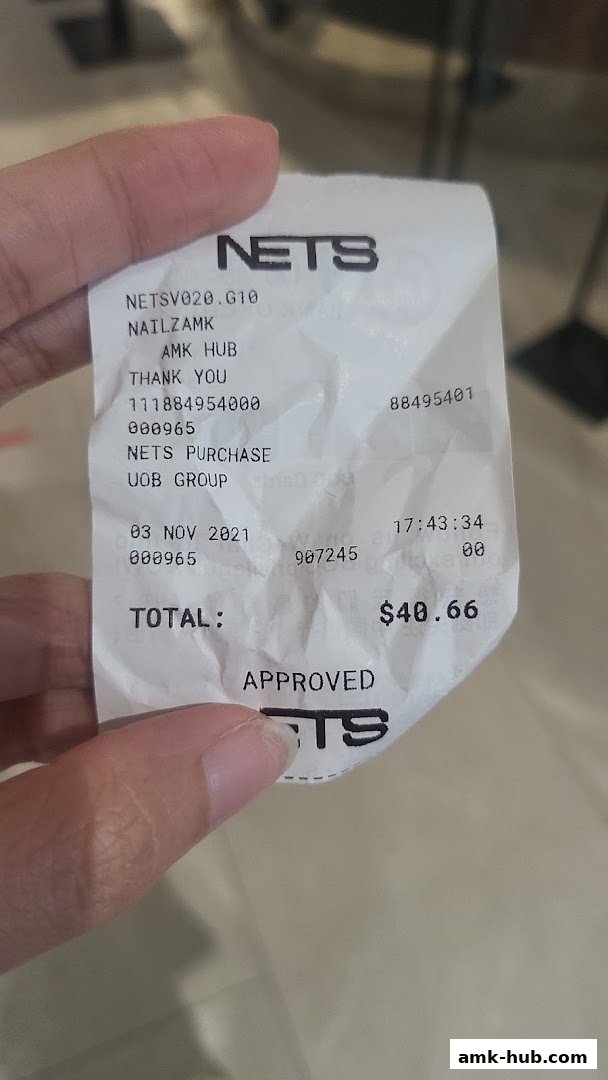 NETS
NETSV020.G10
NAILZAMK
AMK HUB
THANK YOU
111884954000 88495401
000965
NETS PURCHASE
UOB GROUP
03 NOV 2021 17:43:34
000965 907245 00
TOTAL: $40.66
APPROVED
NETS
amk-hub.com